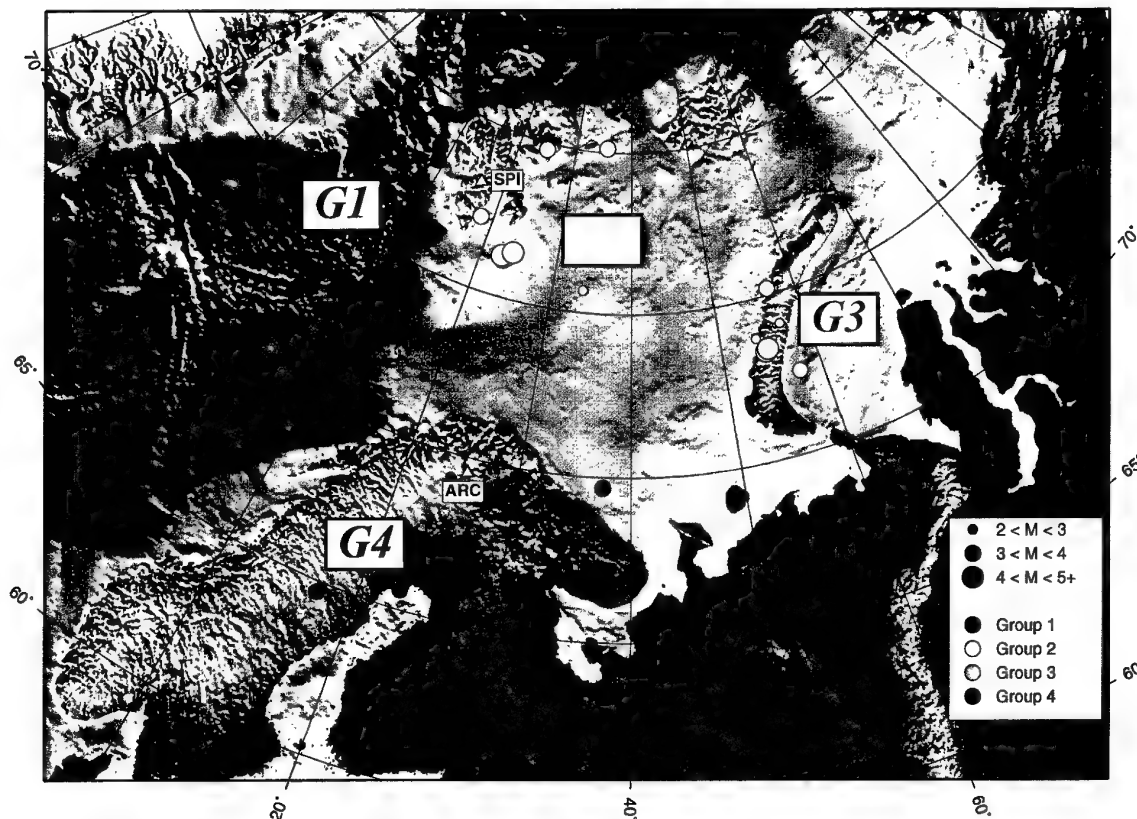 70°
SPI
G1
70°
G3
65°
65°
ARC
G4
2 < M < 3
3 < M < 4
4 < M < 5+
60°
Group 1
Group 2
Group 3
60°
Group 4
20°
40°
60°